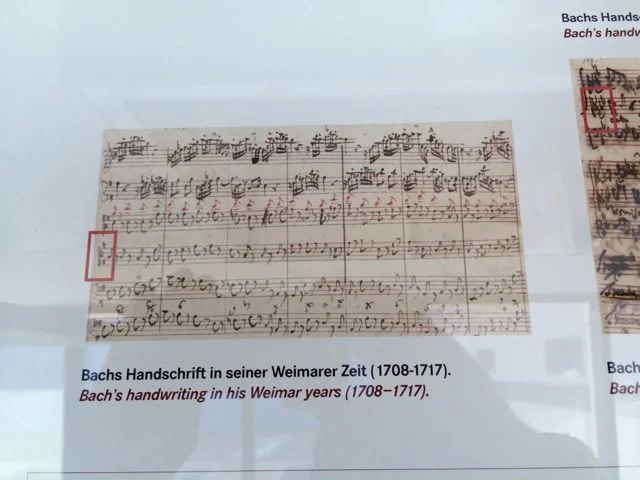 Bachs Hands
Bach's handw
Bachs Handschrift in seiner Weimarer Zeit (1708-1717).
Bach's handwriting in his Weimar years (1708–1717).
Bach
Bach